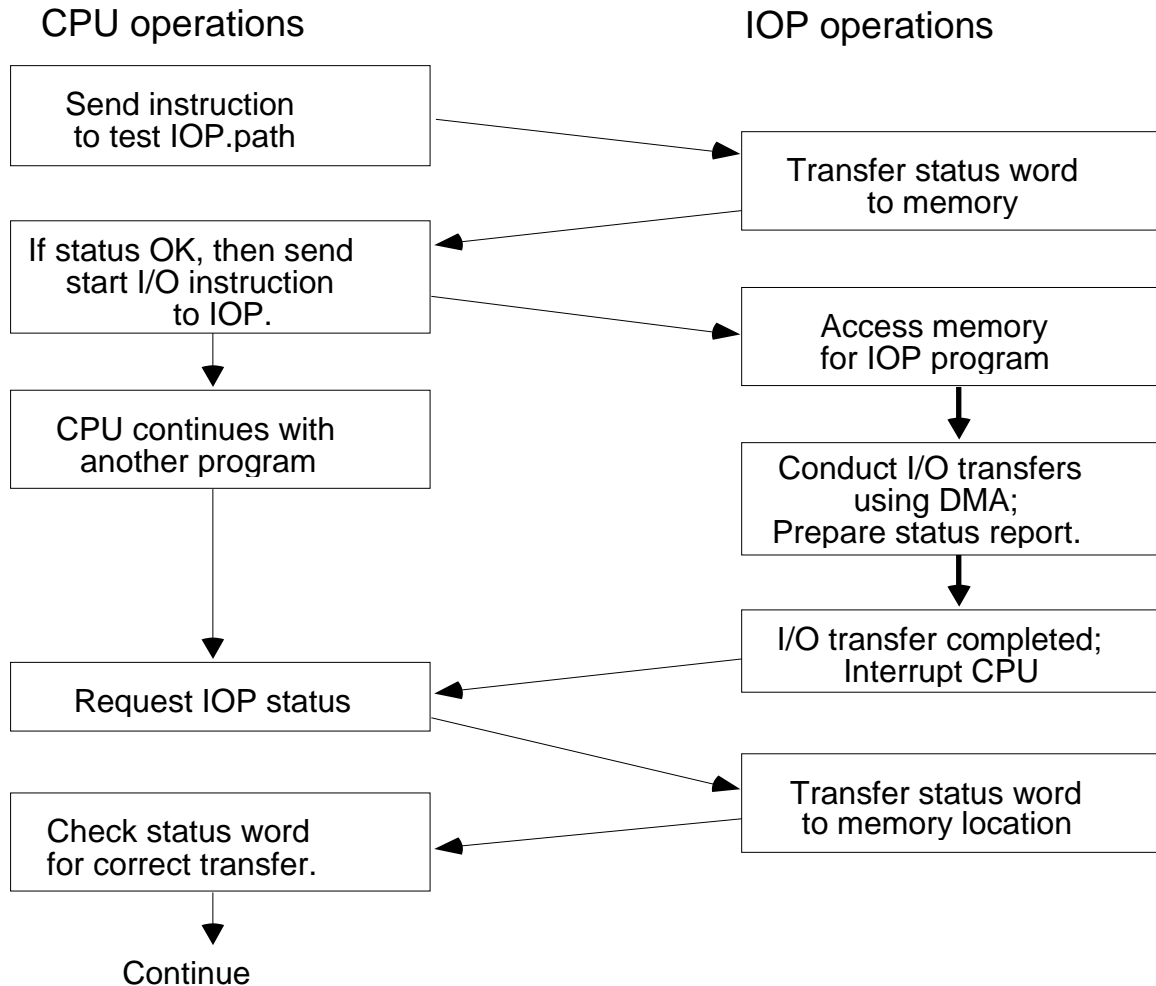 CPU operations
IOP operations
Send instruction
to test IOP.path
Transfer status word
to memory
If status OK, then send
start I/O instruction
to IOP.
Access memory
for IOP program
CPU continues with
another program
Conduct I/O transfers
using DMA;
Prepare status report.
I/O transfer completed;
Interrupt CPU
Request IOP status
Transfer status word
to memory location
Check status word
for correct transfer.
Continue